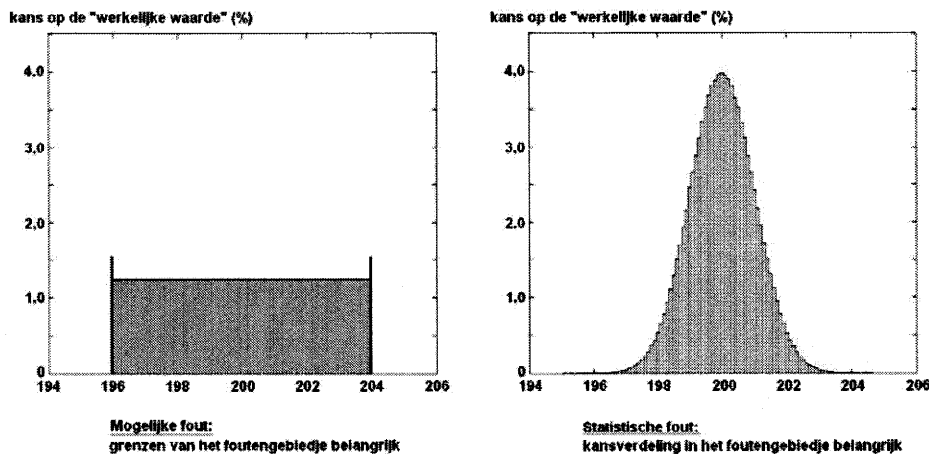 kans op de "werkelijke waarde" (%)
4,0
3,0
2,0
1,0
0
194 196 198 200 202 204 206
Mogelijke fout:
grenzen van het foutengebiedje belangrijk
kans op de "werkelijke waarde" (%)
4,0
3,0
2,0
1,0
0
194 196 198 200 202 204 206
Statistische fout:
kansverdeling in het foutengebiedje belangrijk